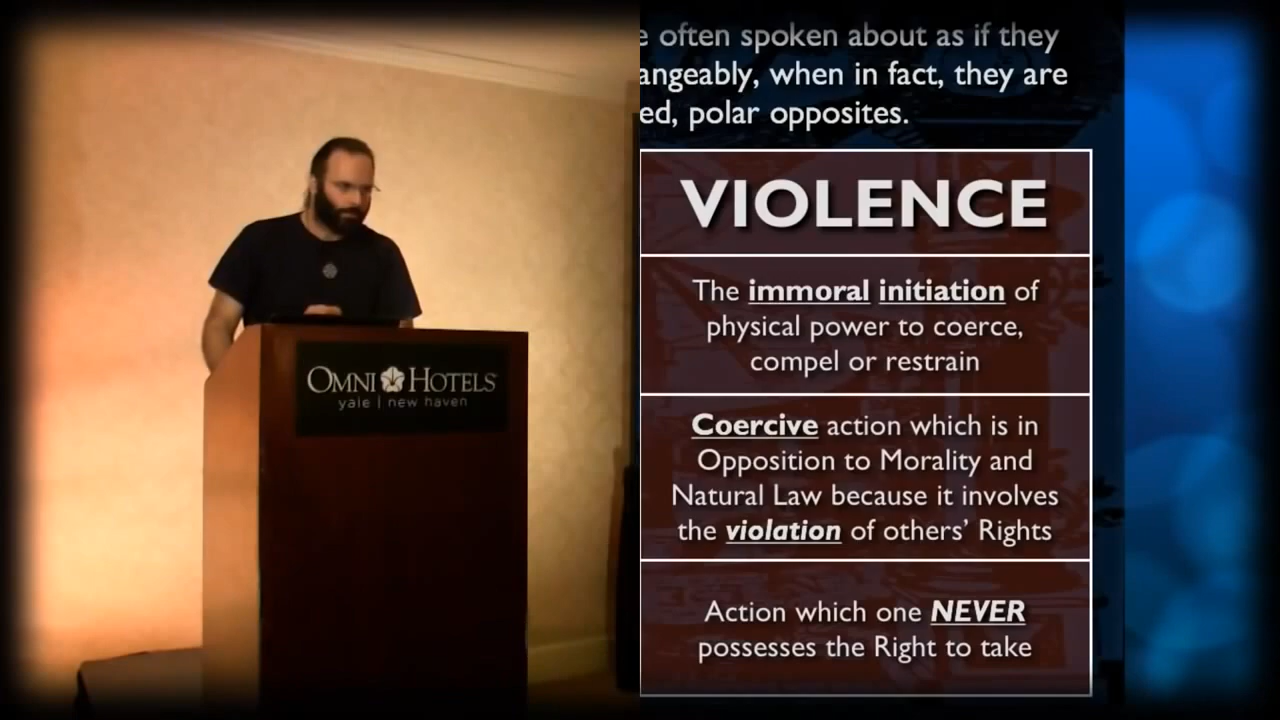 OMNI HOTELS
yale | new haven
often spoken about as if they
angeably, when in fact, they are
ed, polar opposites.
VIOLENCE
The immoral initiation of
physical power to coerce,
compel or restrain
Coercive action which is in
Opposition to Morality and
Natural Law because it involves
the violation of others' Rights
Action which one NEVER
possesses the Right to take